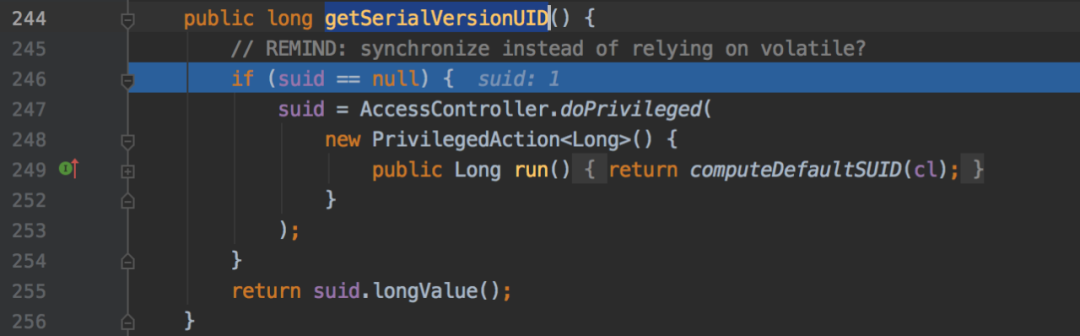 244 public long getSerialVersionUID() {
245 // REMIND: synchronize instead of relying on volatile?
246 if (suid == null) { suid: 1
247 suid = AccessController.doPrivileged(
248 new PrivilegedAction<Long>() {
249 public Long run() { return computeDefaultSUID(cl); }
252 }
253 );
254 }
255 return suid.longValue();
256 }